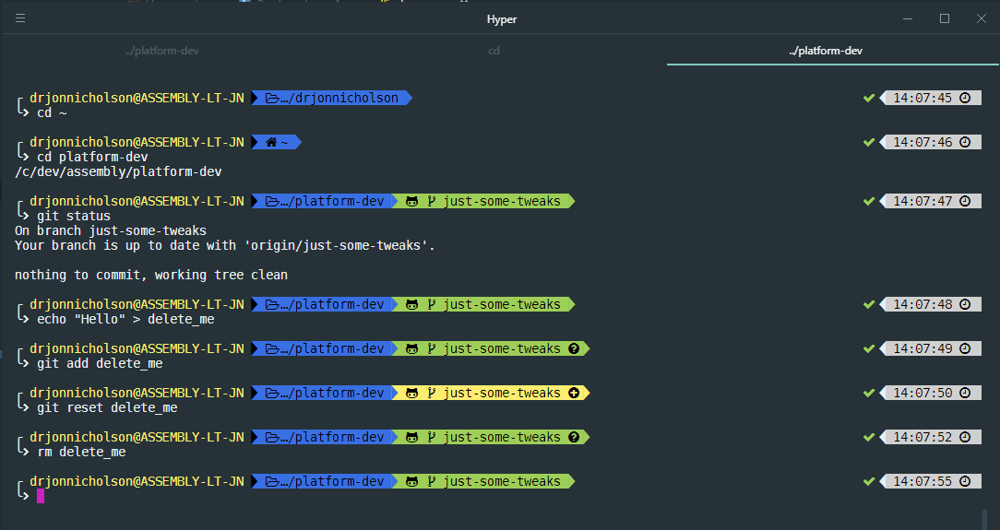 Hyper
../platform-dev
cd
../platform-dev
drjonnicholson@ASSEMBLY-LT-JN …/drjonnicholson 14:07:45
cd ~
drjonnicholson@ASSEMBLY-LT-JN ~ 14:07:46
cd platform-dev
/c/dev/assembly/platform-dev
drjonnicholson@ASSEMBLY-LT-JN …/platform-dev just-some-tweaks 14:07:47
git status
On branch just-some-tweaks
Your branch is up to date with 'origin/just-some-tweaks'.
nothing to commit, working tree clean
drjonnicholson@ASSEMBLY-LT-JN …/platform-dev just-some-tweaks 14:07:48
echo "Hello" > delete_me
drjonnicholson@ASSEMBLY-LT-JN …/platform-dev just-some-tweaks ? 14:07:49
git add delete_me
drjonnicholson@ASSEMBLY-LT-JN …/platform-dev just-some-tweaks + 14:07:50
git reset delete_me
drjonnicholson@ASSEMBLY-LT-JN …/platform-dev just-some-tweaks ? 14:07:52
rm delete_me
drjonnicholson@ASSEMBLY-LT-JN …/platform-dev just-some-tweaks 14:07:55